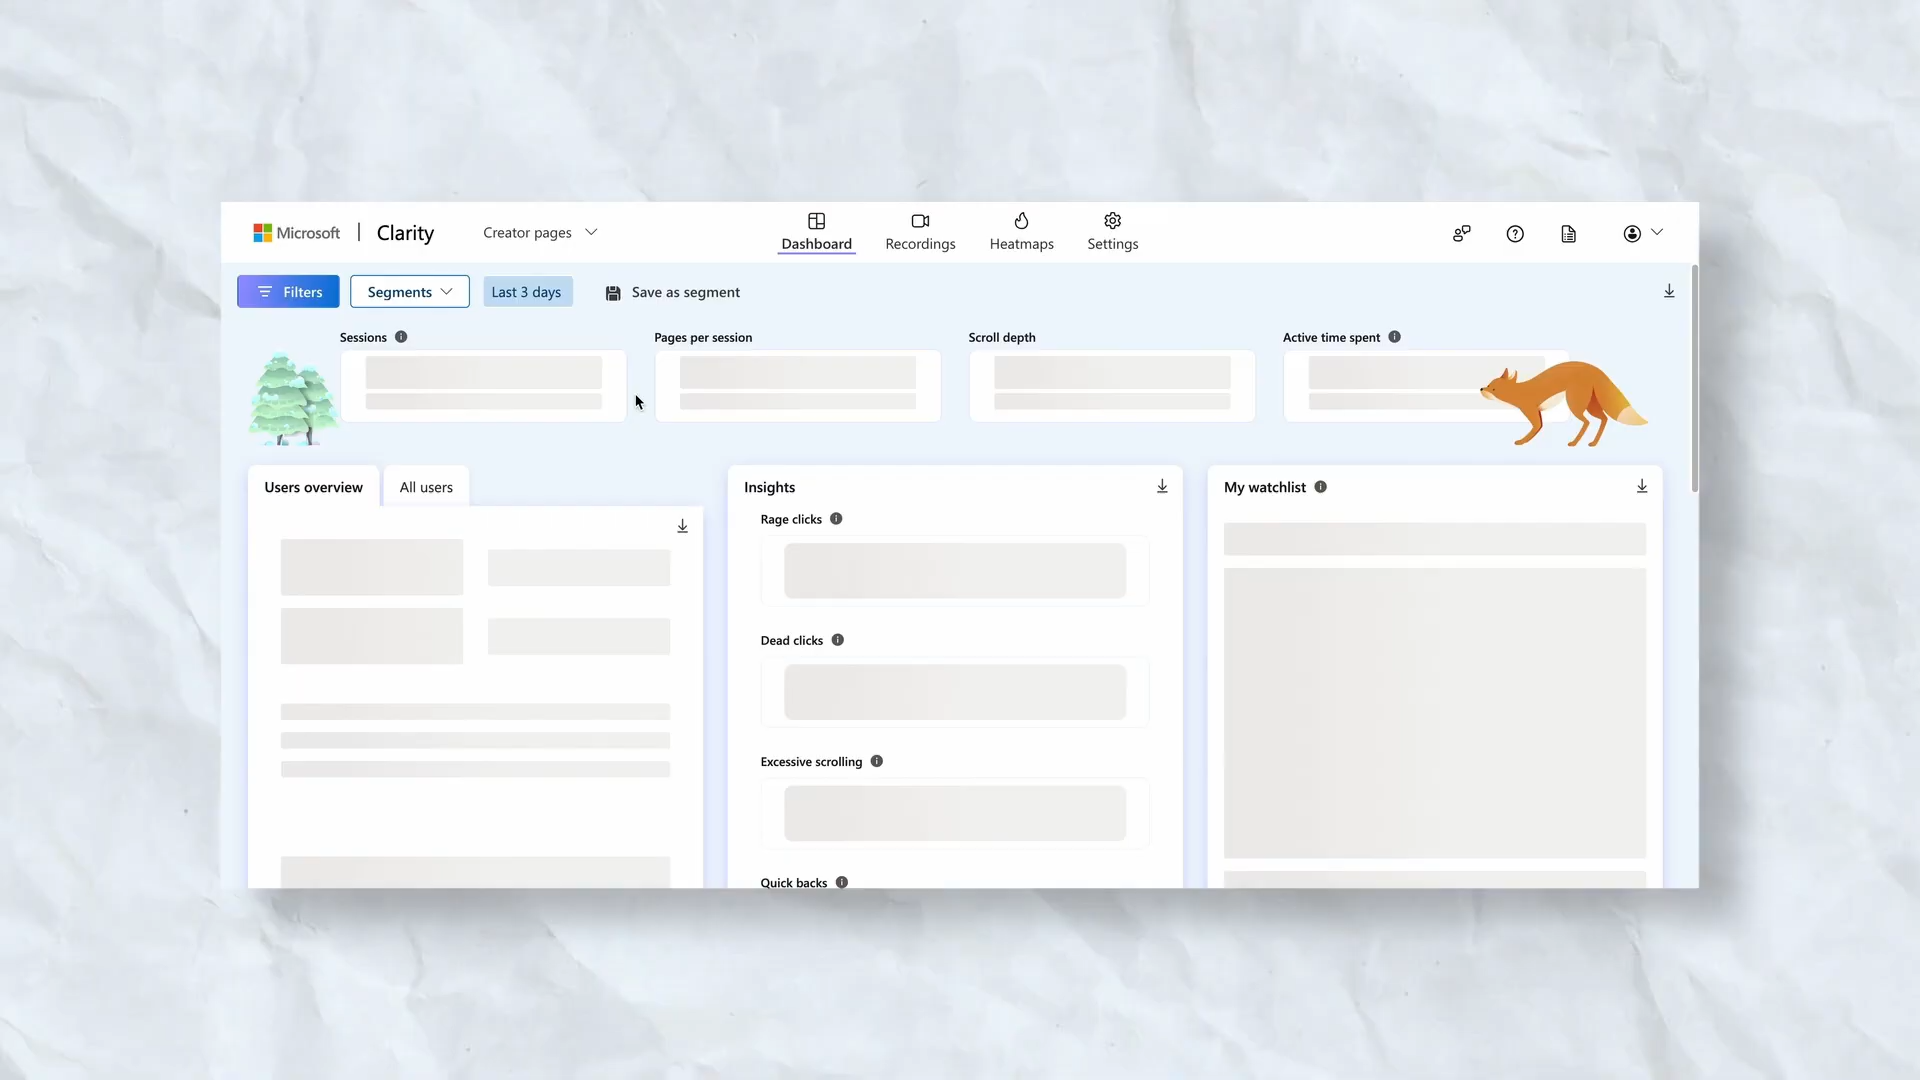 Microsoft | Clarity
Creator pages
Dashboard
Recordings
Heatmaps
Settings
Filters
Segments
Last 3 days
Save as segment
Sessions
Pages per session
Scroll depth
Active time spent
Users overview
All users
Insights
Rage clicks
Dead clicks
Excessive scrolling
Quick backs
My watchlist